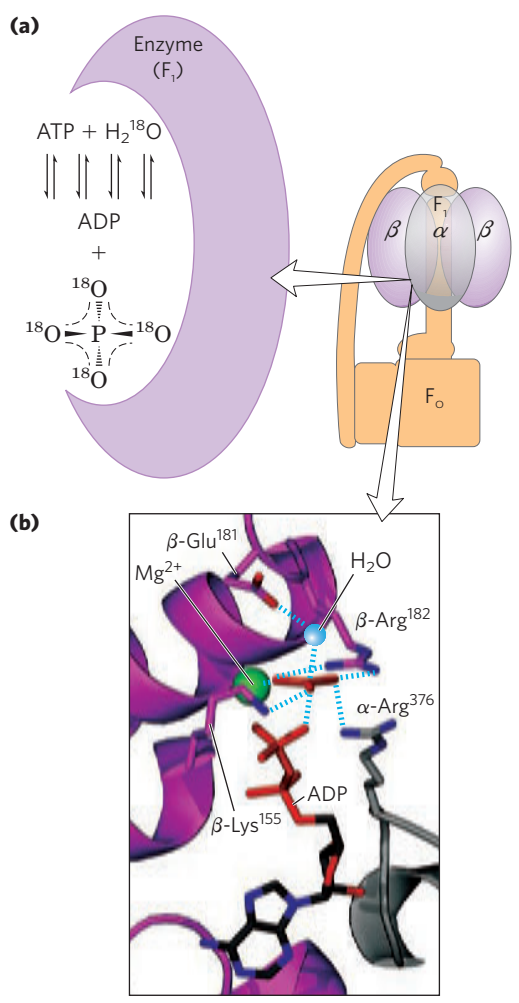 (a)
Enzyme
(F₁)
ATP + H₂¹⁸O
ADP
+
¹⁸O
¹⁸O P ¹⁸O
¹⁸O
F₁
β α β
Fₒ
(b)
β-Glu¹⁸¹
Mg²⁺
H₂O
β-Arg¹⁸²
α-Arg³⁷⁶
ADP
β-Lys¹⁵⁵